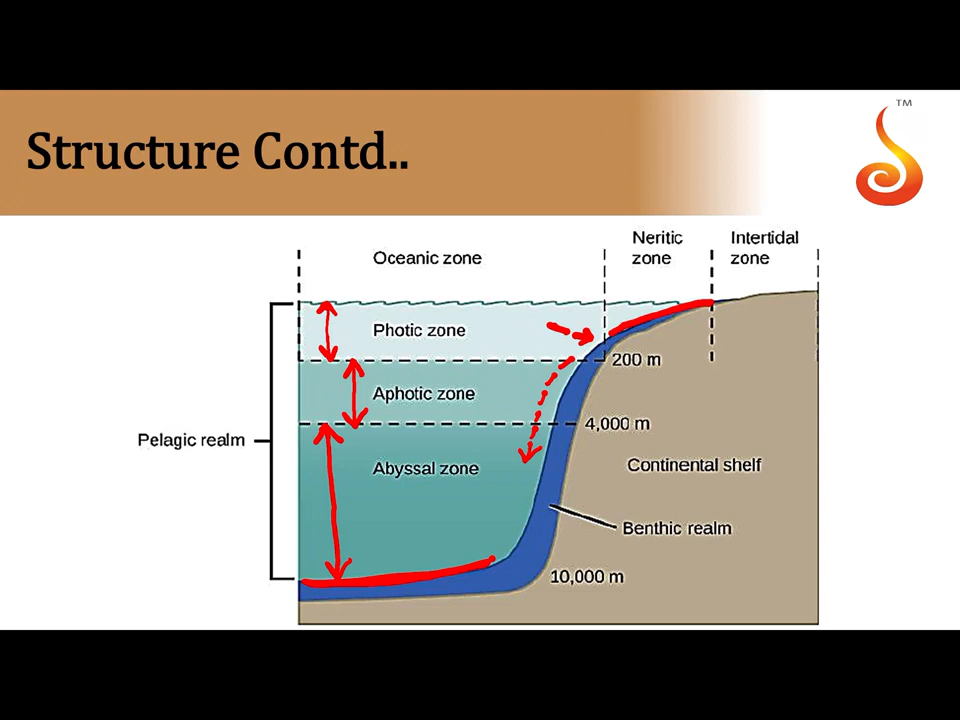 TM
Structure Contd..
Oceanic zone
Neritic
zone
Intertidal
zone
Photic zone
200 m
Aphotic zone
4,000 m
Pelagic realm
Abyssal zone
Continental shelf
Benthic realm
10,000 m